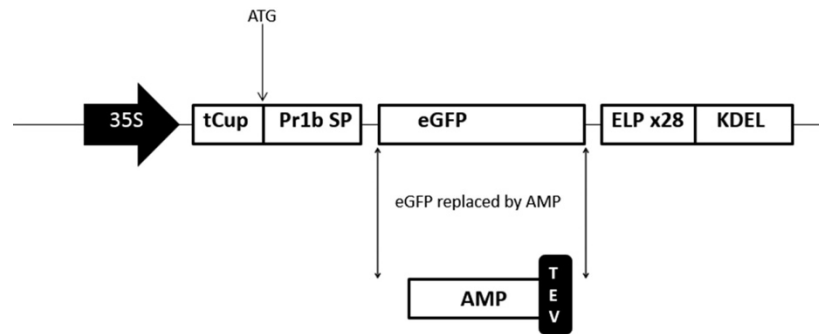 ATG
35S tCup Pr1b SP eGFP ELP x28 KDEL
eGFP replaced by AMP
AMP
T
E
V